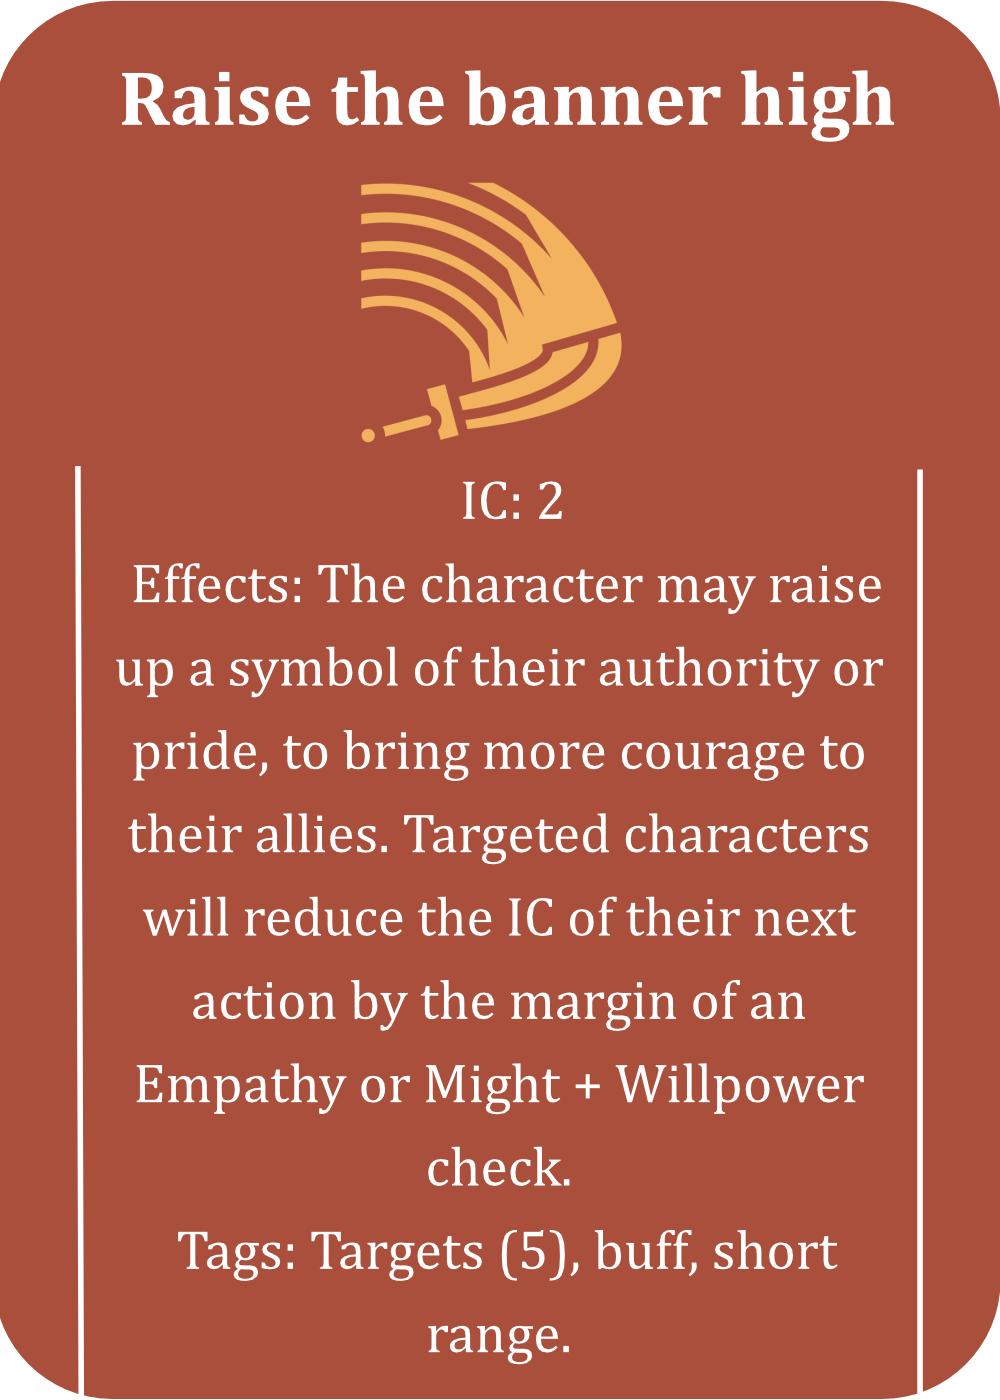 Raise the banner high
IC: 2
Effects: The character may raise
up a symbol of their authority or
pride, to bring more courage to
their allies. Targeted characters
will reduce the IC of their next
action by the margin of an
Empathy or Might + Willpower
check.
Tags: Targets (5), buff, short
range.